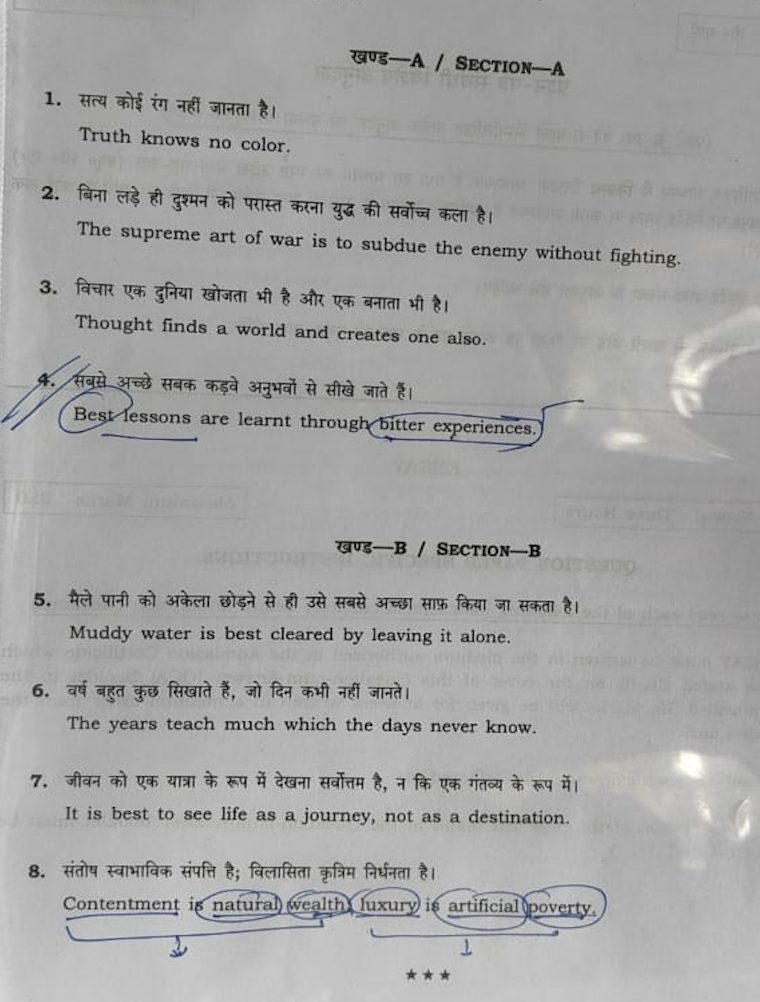 खण्ड—A / SECTION—A
1. सत्य कोई रंग नहीं जानता है।
Truth knows no color.
2. बिना लड़े ही दुश्मन को परास्त करना युद्ध की सर्वोच्च कला है।
The supreme art of war is to subdue the enemy without fighting.
3. विचार एक दुनिया खोजता भी है और एक बनाता भी है।
Thought finds a world and creates one also.
4. सबसे अच्छे सबक कड़वे अनुभवों से सीखे जाते हैं।
Best lessons are learnt through bitter experiences.
खण्ड—B / SECTION—B
5. मैले पानी को अकेला छोड़ने से ही उसे सबसे अच्छा साफ़ किया जा सकता है।
Muddy water is best cleared by leaving it alone.
6. वर्ष बहुत कुछ सिखाते हैं, जो दिन कभी नहीं जानते।
The years teach much which the days never know.
7. जीवन को एक यात्रा के रूप में देखना सर्वोत्तम है, न कि एक गंतव्य के रूप में।
It is best to see life as a journey, not as a destination.
8. संतोष स्वाभाविक संपत्ति है; विलासिता कृत्रिम निर्धनता है।
Contentment is natural wealth; luxury is artificial poverty.
★★★